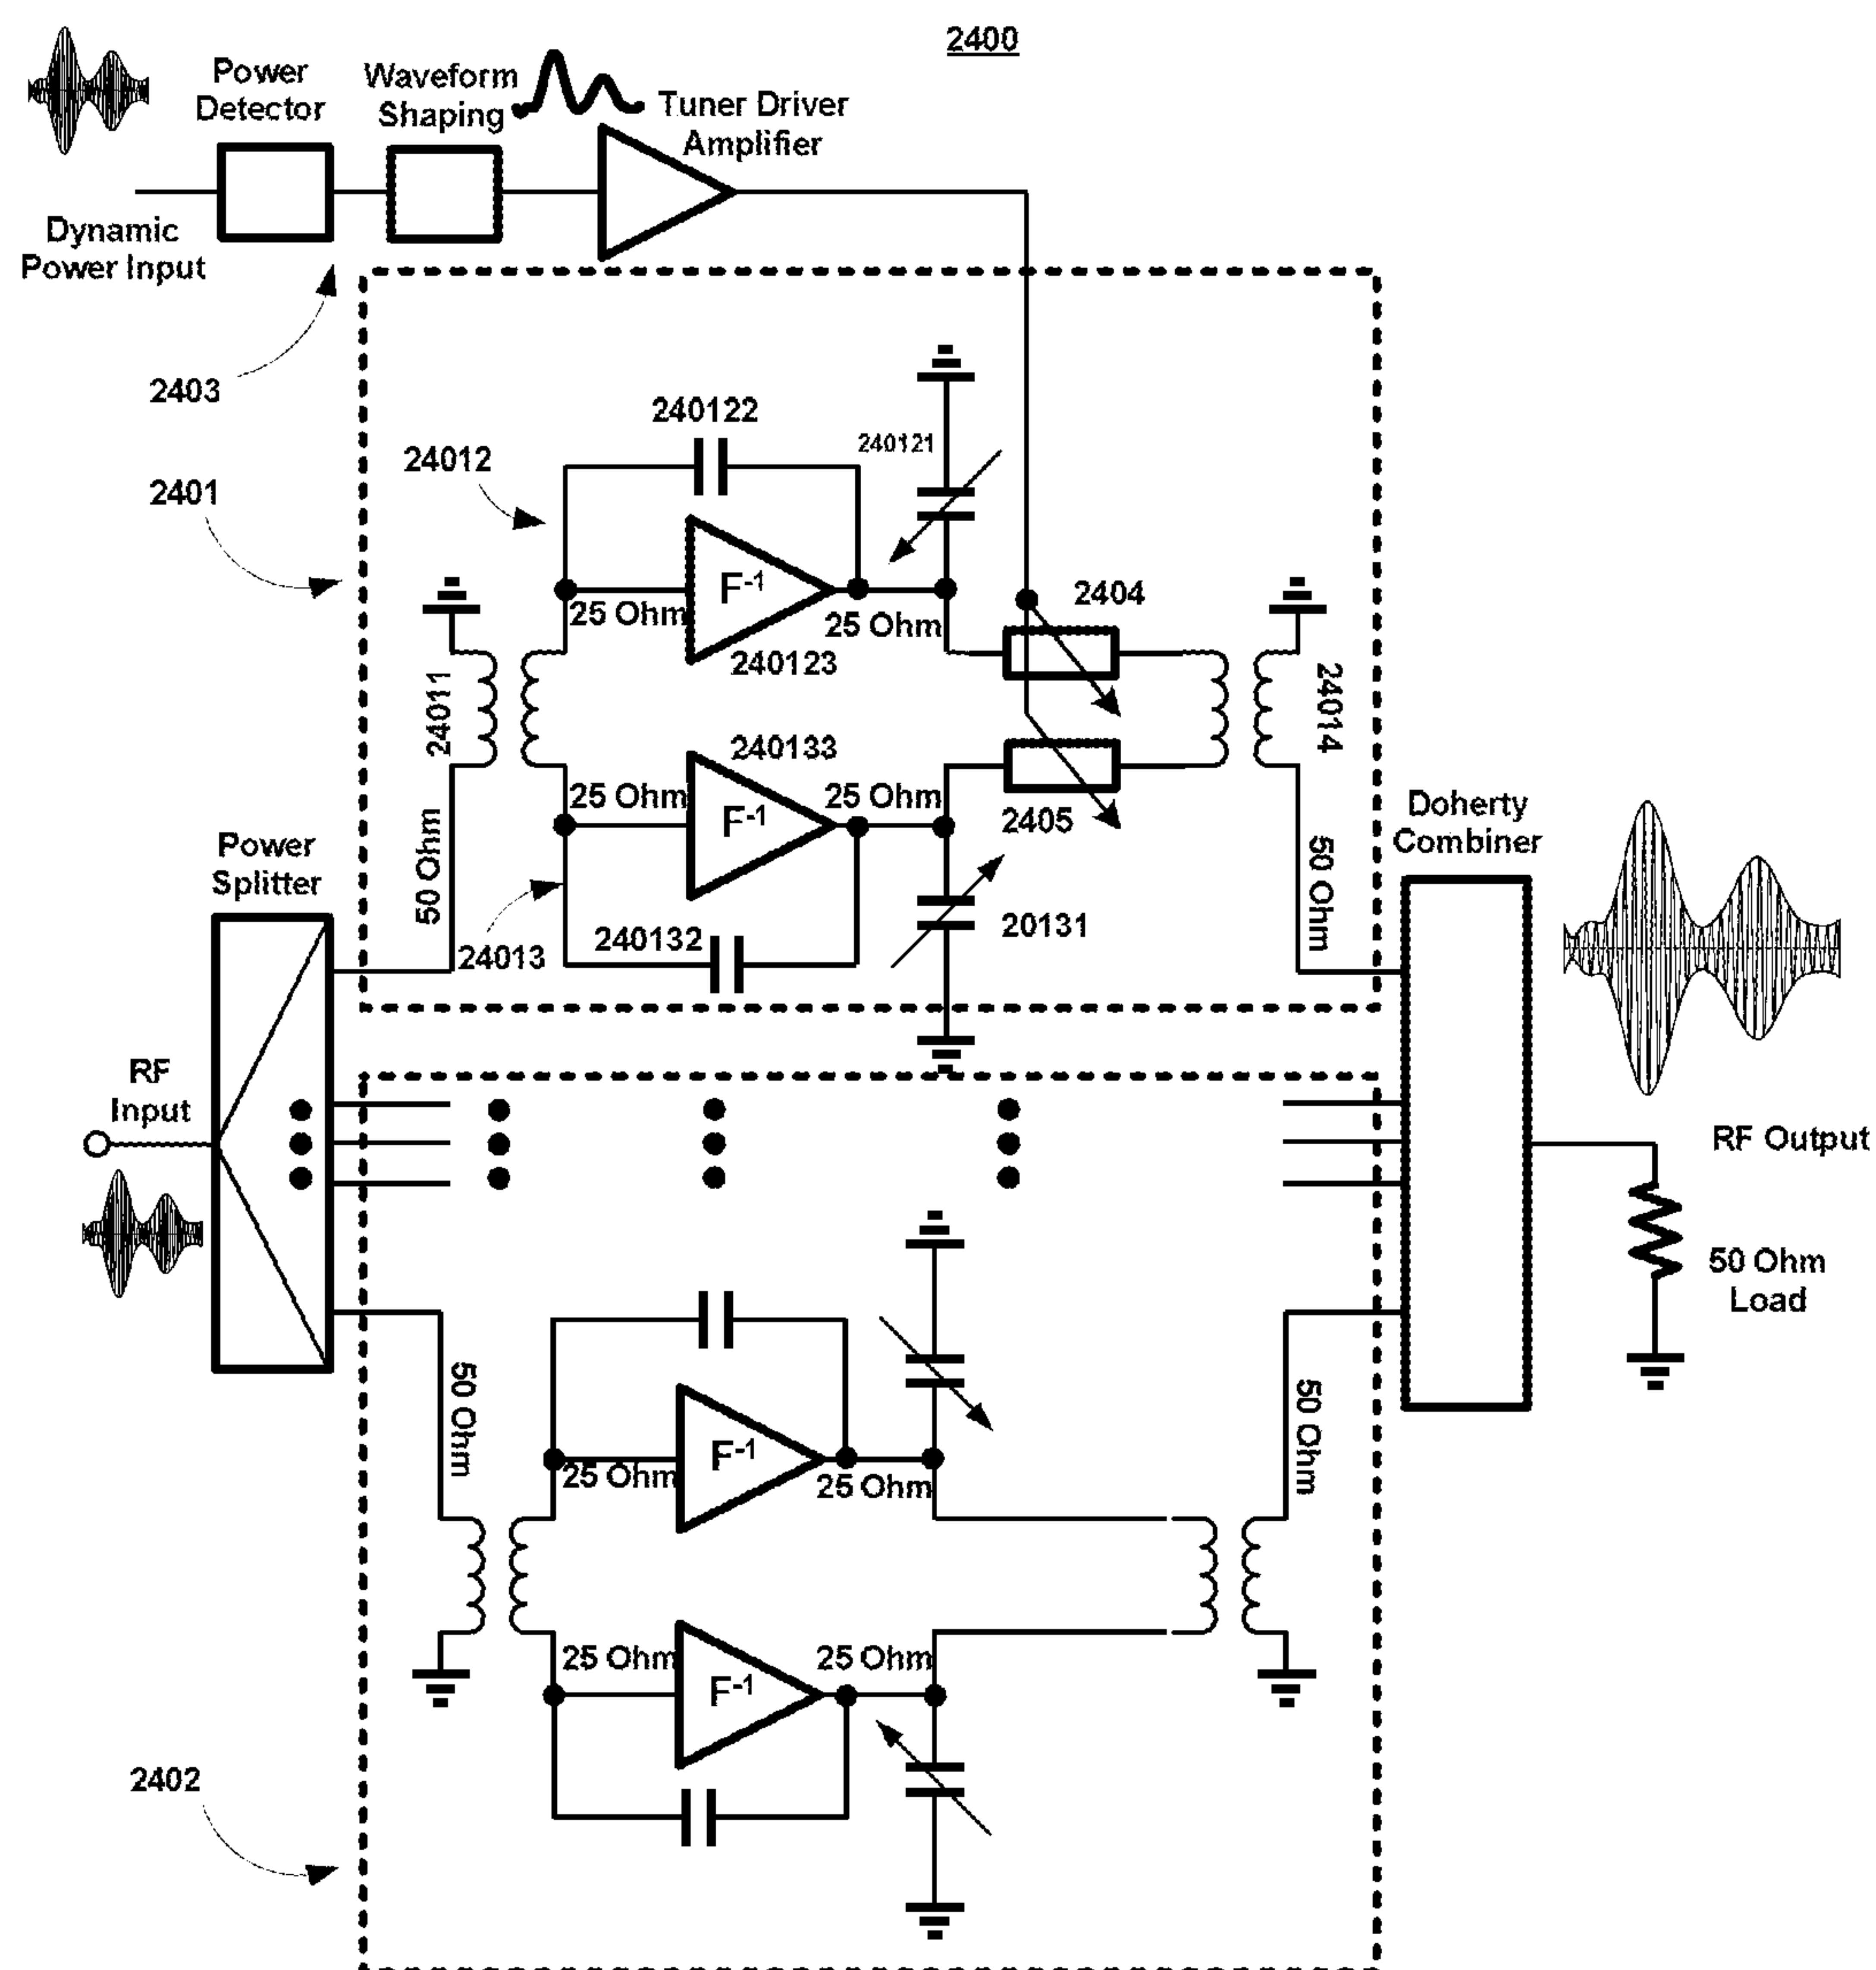 2400
Power
Detector
Waveform
Shaping
Tuner Driver
Amplifier
Dynamic
Power Input
2403
2401
24012
240122
240121
F-1
25 Ohm
25 Ohm
240123
2404
24011
24014
240133
25 Ohm
F-1
25 Ohm
2405
50 Ohm
50 Ohm
24013
240132
20131
Power
Splitter
Doherty
Combiner
RF
Input
RF Output
50 Ohm
Load
50 Ohm
50 Ohm
F-1
25 Ohm
25 Ohm
25 Ohm
F-1
25 Ohm
2402